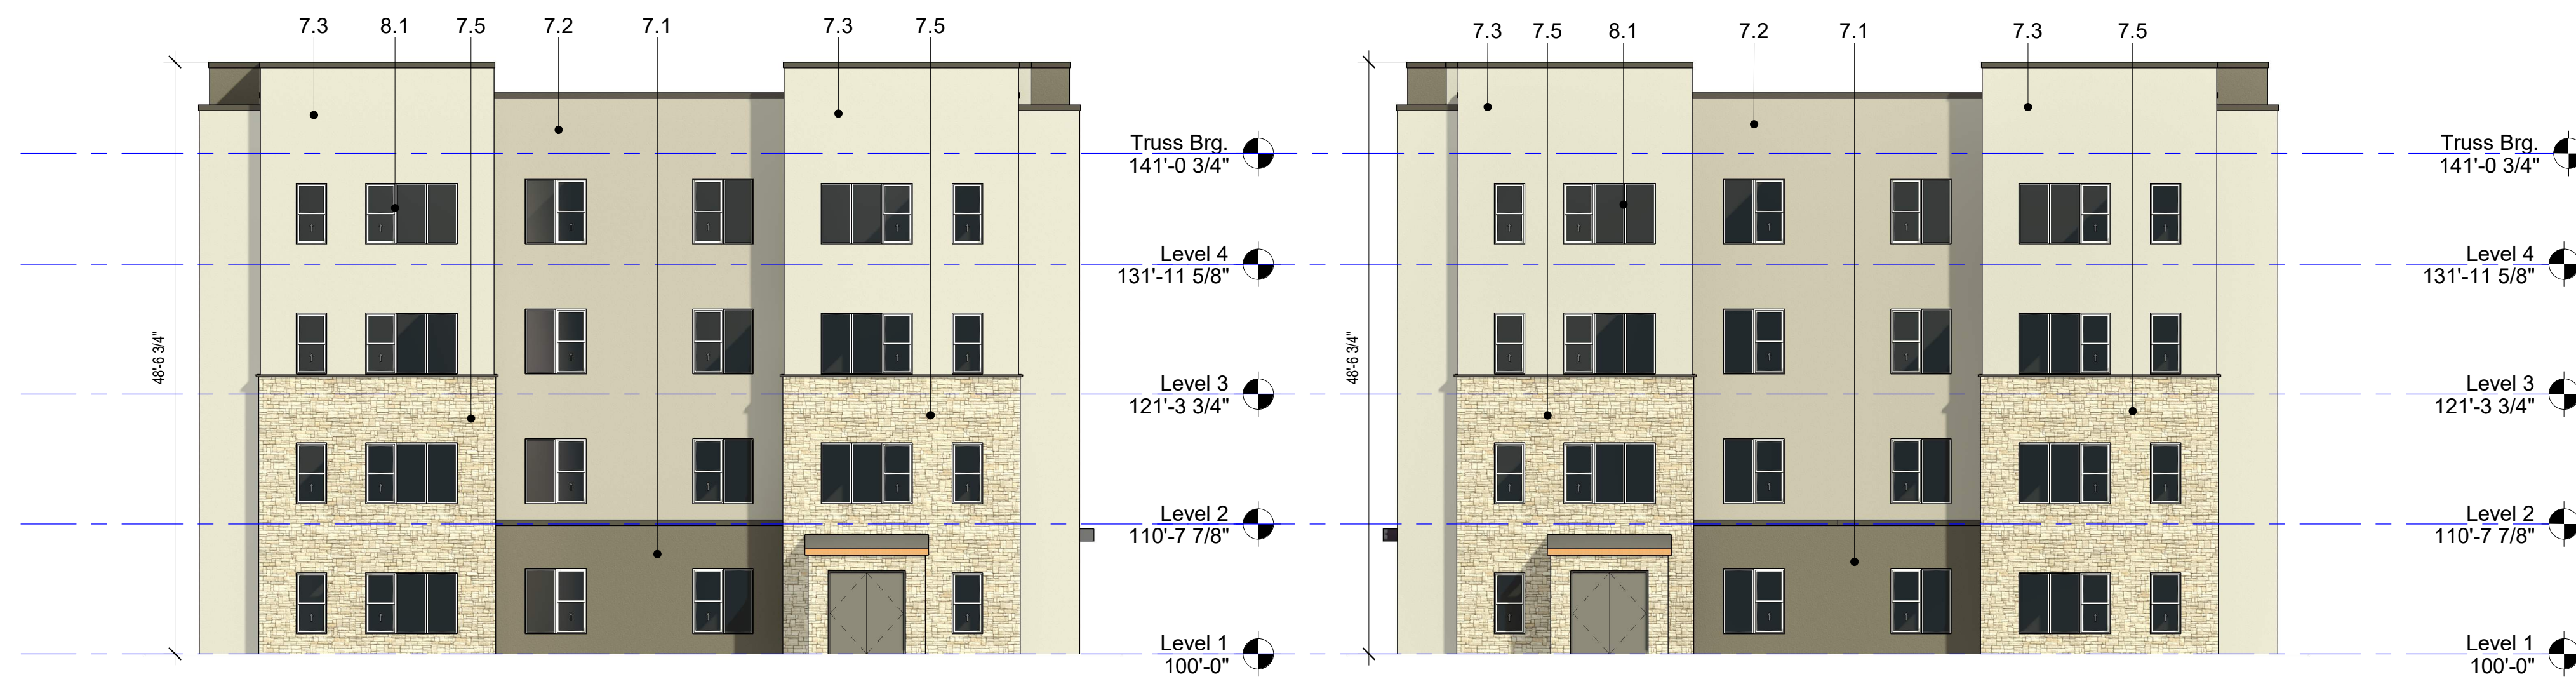 7.3 8.1 7.5 7.2 7.1 7.3 7.5
7.3 7.5 8.1 7.2 7.1 7.3 7.5
Truss Brg.
141'-0 3/4"
Level 4
131'-11 5/8"
48'-6 3/4"
Level 3
121'-3 3/4"
Level 2
110'-7 7/8"
Level 1
100'-0"
Truss Brg.
141'-0 3/4"
Level 4
131'-11 5/8"
48'-6 3/4"
Level 3
121'-3 3/4"
Level 2
110'-7 7/8"
Level 1
100'-0"